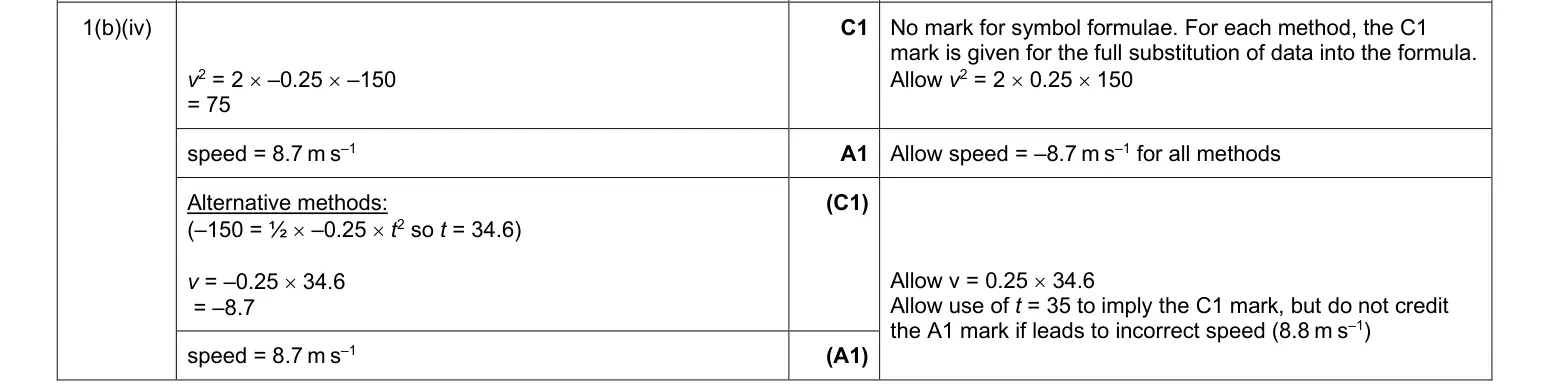 1(b)(iv)
C1
No mark for symbol formulae. For each method, the C1
mark is given for the full substitution of data into the formula.
v² = 2 × –0.25 × –150
Allow v² = 2 × 0.25 × 150
= 75
speed = 8.7 m s⁻¹
A1
Allow speed = –8.7 m s⁻¹ for all methods
Alternative methods:
(C1)
(–150 = ½ × –0.25 × t² so t = 34.6)
v = –0.25 × 34.6
= –8.7
Allow v = 0.25 × 34.6
Allow use of t = 35 to imply the C1 mark, but do not credit
the A1 mark if leads to incorrect speed (8.8 m s⁻¹)
speed = 8.7 m s⁻¹
(A1)